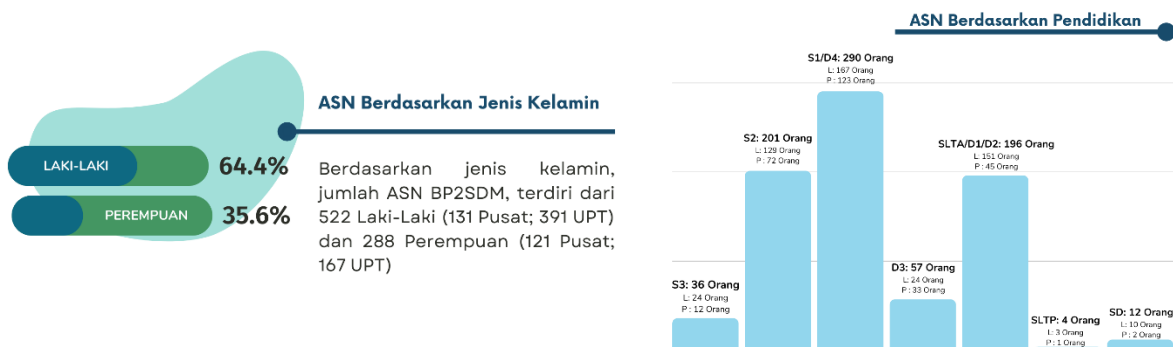 LAKI-LAKI
64.4%
PEREMPUAN
35.6%
ASN Berdasarkan Jenis Kelamin
Berdasarkan jenis kelamin,
jumlah ASN BP2SDM, terdiri dari
522 Laki-Laki (131 Pusat; 391 UPT)
dan 288 Perempuan (121 Pusat;
167 UPT)
ASN Berdasarkan Pendidikan
S3: 36 Orang
L: 24 Orang
P : 12 Orang
S2: 201 Orang
L: 129 Orang
P : 72 Orang
S1/D4: 290 Orang
L: 167 Orang
P : 123 Orang
D3: 57 Orang
L: 24 Orang
P : 33 Orang
SLTA/D1/D2: 196 Orang
L: 151 Orang
P : 45 Orang
SLTP: 4 Orang
L: 3 Orang
P : 1 Orang
SD: 12 Orang
L: 10 Orang
P : 2 Orang